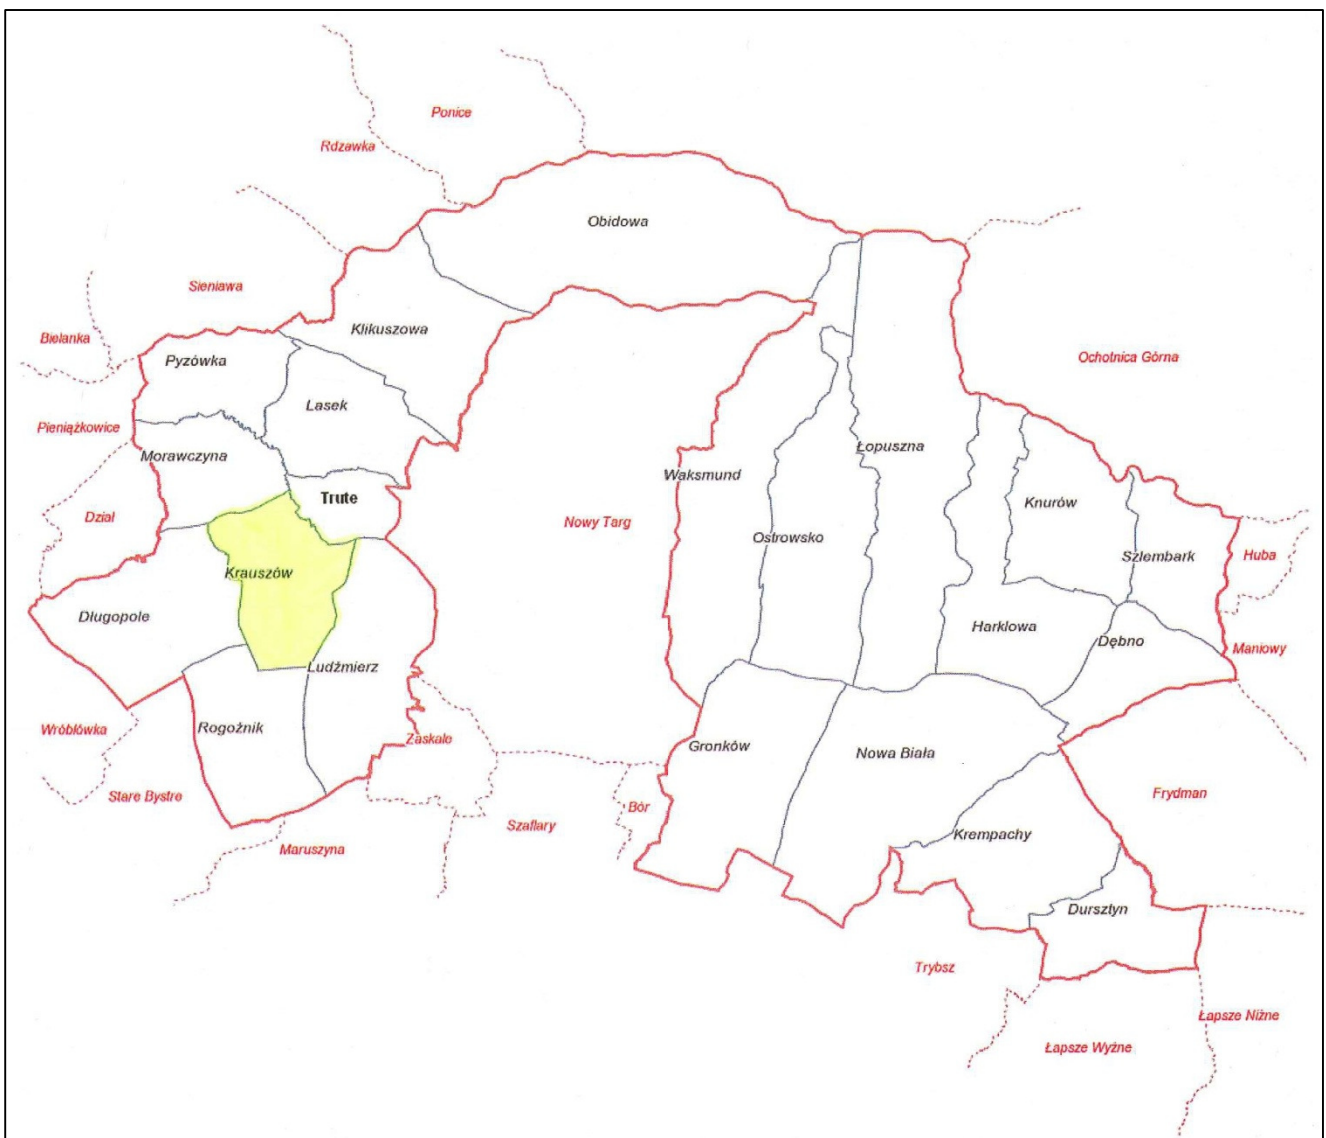 Ponice
Rdzawka
Obidowa
Sieniawa
Klikuszowa
Bielanka
Pyzówka
Ochotnica Górna
Lasek
Pieniążkowice
Morawczyna
Łopuszna
Waksmund
Trute
Knurów
Dział
Nowy Targ
Ostrowsko
Szlembark
Huba
Krauszów
Długopole
Harklowa
Dębno
Maniowy
Ludźmierz
Wróblówka
Rogoźnik
Zaskale
Gronków
Nowa Biała
Stare Bystre
Frydman
Bór
Szaflary
Krempachy
Maruszyna
Dursztyn
Trybsz
Łapsze Niżne
Łapsze Wyżne